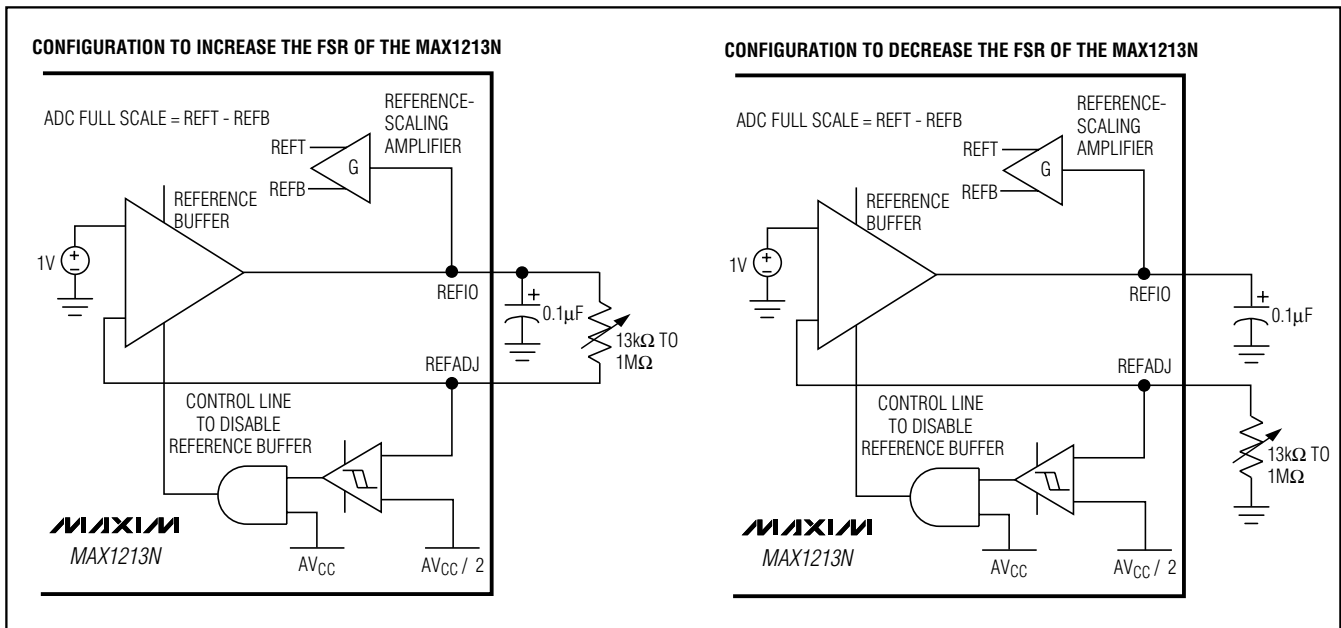 CONFIGURATION TO INCREASE THE FSR OF THE MAX1213N
ADC FULL SCALE = REFT - REFB
REFERENCE-
SCALING
AMPLIFIER
REFT
G
REFB
REFERENCE
BUFFER
1V
+
−
REFIO
+
0.1µF
13kΩ TO
1MΩ
REFADJ
CONTROL LINE
TO DISABLE
REFERENCE BUFFER
MAXIM
MAX1213N
AVCC
AVCC / 2
CONFIGURATION TO DECREASE THE FSR OF THE MAX1213N
ADC FULL SCALE = REFT - REFB
REFERENCE-
SCALING
AMPLIFIER
REFT
G
REFB
REFERENCE
BUFFER
1V
+
−
REFIO
+
0.1µF
REFADJ
13kΩ TO
1MΩ
CONTROL LINE
TO DISABLE
REFERENCE BUFFER
MAXIM
MAX1213N
AVCC
AVCC / 2